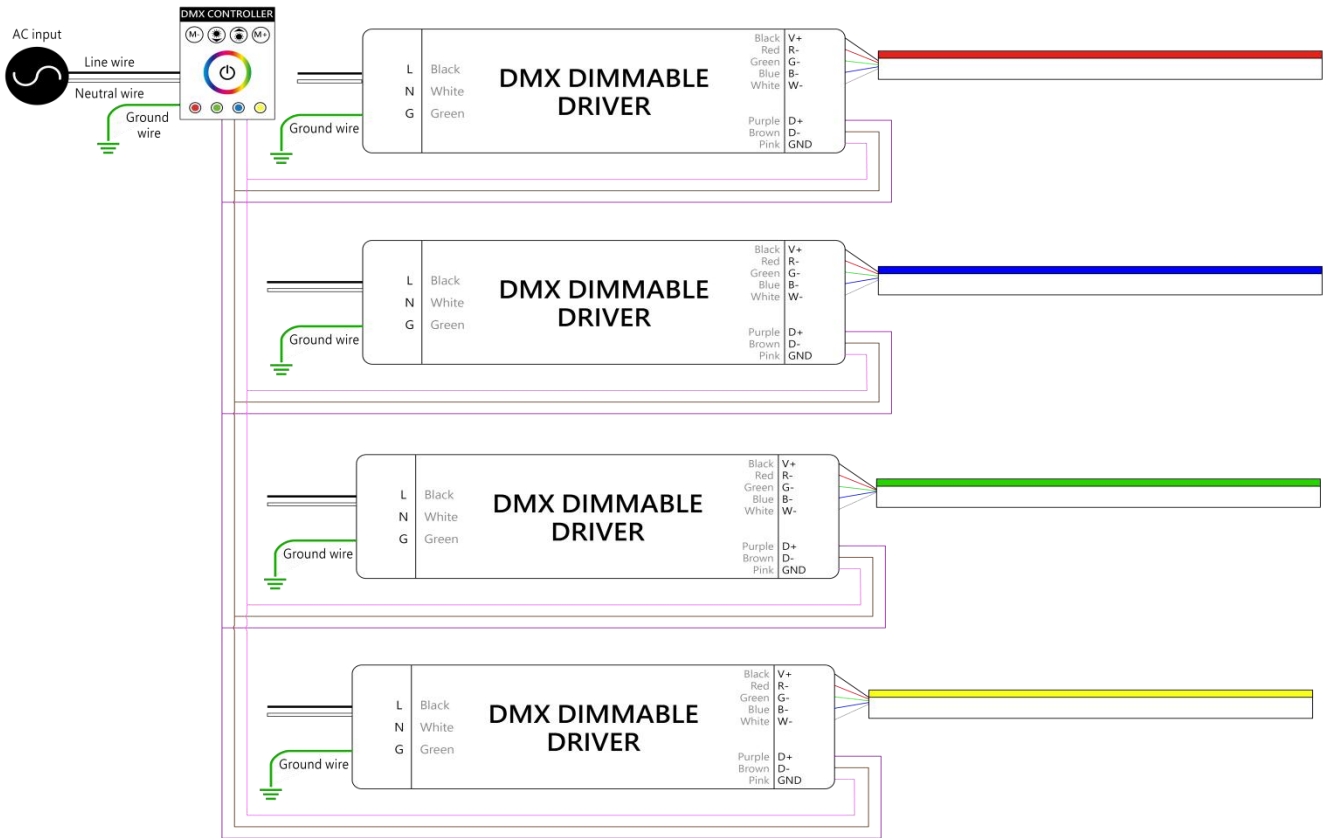 DMX CONTROLLER
M-
M+
AC input
Line wire
Neutral wire
Ground
wire
L Black
N White
G Green
Ground wire
DMX DIMMABLE
DRIVER
Black V+
Red R-
Green G-
Blue B-
White W-
Purple D+
Brown D-
Pink GND
L Black
N White
G Green
Ground wire
DMX DIMMABLE
DRIVER
Black V+
Red R-
Green G-
Blue B-
White W-
Purple D+
Brown D-
Pink GND
L Black
N White
G Green
Ground wire
DMX DIMMABLE
DRIVER
Black V+
Red R-
Green G-
Blue B-
White W-
Purple D+
Brown D-
Pink GND
L Black
N White
G Green
Ground wire
DMX DIMMABLE
DRIVER
Black V+
Red R-
Green G-
Blue B-
White W-
Purple D+
Brown D-
Pink GND